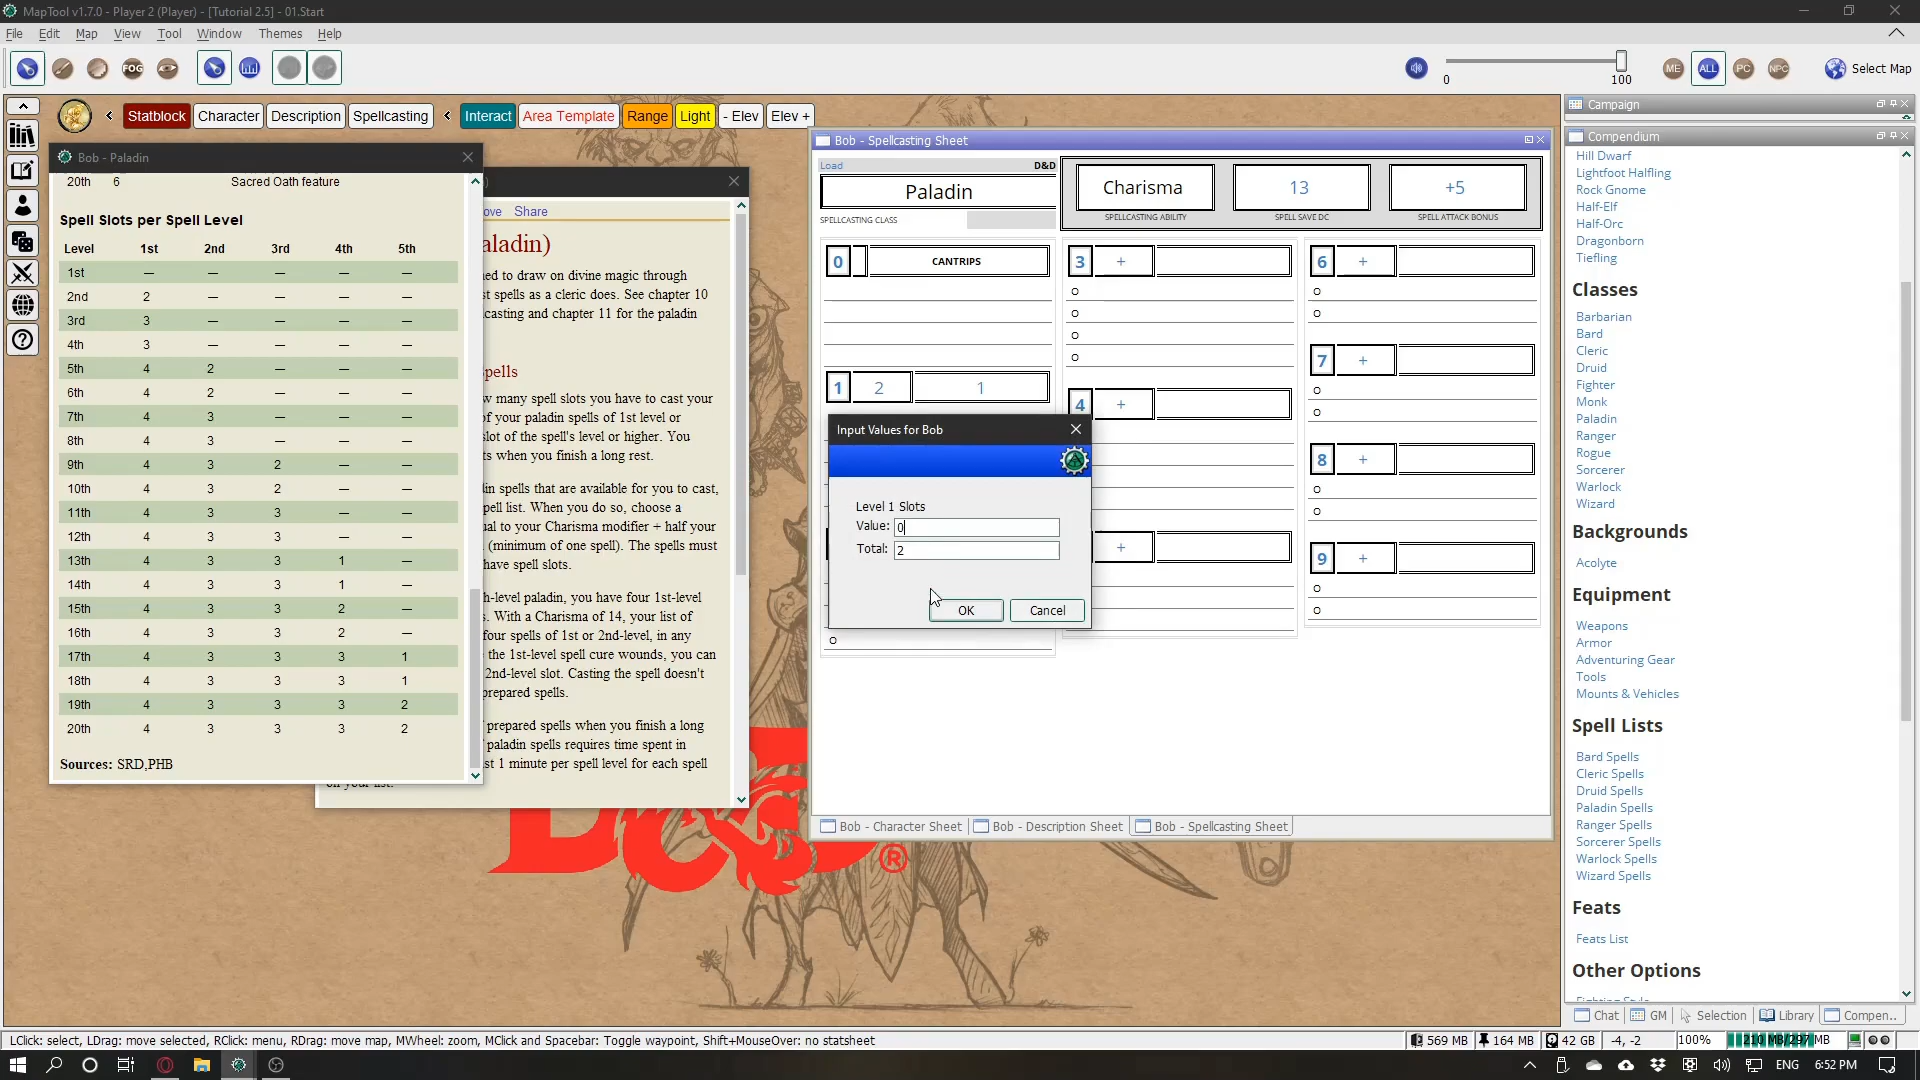 MapTool v1.7.0 - Player 2 (Player) - [Tutorial 2.5] - 01.Start
File Edit Map View Tool Window Themes Help
FOG
0 100
ME ALL PC NPC Select Map
Statblock Character Description Spellcasting Interact Area Template Range Light - Elev Elev +
Bob - Paladin
20th 6 Sacred Oath feature
Spell Slots per Spell Level
Level 1st 2nd 3rd 4th 5th
1st — — — — —
2nd 2 — — — —
3rd 3 — — — —
4th 3 — — — —
5th 4 2 — — —
6th 4 2 — — —
7th 4 3 — — —
8th 4 3 — — —
9th 4 3 2 — —
10th 4 3 2 — —
11th 4 3 3 — —
12th 4 3 3 — —
13th 4 3 3 1 —
14th 4 3 3 1 —
15th 4 3 3 2 —
16th 4 3 3 2 —
17th 4 3 3 3 1
18th 4 3 3 3 1
19th 4 3 3 3 2
20th 4 3 3 3 2
Sources: SRD,PHB
Share
aladin)
ned to draw on divine magic through
st spells as a cleric does. See chapter 10
casting and chapter 11 for the paladin
spells
w many spell slots you have to cast your
of your paladin spells of 1st level or
slot of the spell's level or higher. You
ts when you finish a long rest.
in spells that are available for you to cast,
pell list. When you do so, choose a
ual to your Charisma modifier + half your
(minimum of one spell). The spells must
have spell slots.
h-level paladin, you have four 1st-level
s. With a Charisma of 14, your list of
four spells of 1st or 2nd-level, in any
the 1st-level spell cure wounds, you can
2nd-level slot. Casting the spell doesn't
prepared spells.
f prepared spells when you finish a long
paladin spells requires time spent in
st 1 minute per spell level for each spell
on your list.
Bob - Spellcasting Sheet
Load D&D
Paladin
SPELLCASTING CLASS
Charisma 13 +5
SPELLCASTING ABILITY SPELL SAVE DC SPELL ATTACK BONUS
0 CANTRIPS
1 2 1
3 +
4 +
+
6 +
7 +
8 +
9 +
Input Values for Bob
Level 1 Slots
Value: 0
Total: 2
OK Cancel
Bob - Character Sheet Bob - Description Sheet Bob - Spellcasting Sheet
®
Campaign
Compendium
Hill Dwarf
Lightfoot Halfling
Rock Gnome
Half-Elf
Half-Orc
Dragonborn
Tiefling
Classes
Barbarian
Bard
Cleric
Druid
Fighter
Monk
Paladin
Ranger
Rogue
Sorcerer
Warlock
Wizard
Backgrounds
Acolyte
Equipment
Weapons
Armor
Adventuring Gear
Tools
Mounts & Vehicles
Spell Lists
Bard Spells
Cleric Spells
Druid Spells
Paladin Spells
Ranger Spells
Sorcerer Spells
Warlock Spells
Wizard Spells
Feats
Feats List
Other Options
Fighting Style
Chat GM Selection Library Compen..
LClick: select, LDrag: move selected, RClick: menu, RDrag: move map, MWheel: zoom, MClick and Spacebar: Toggle waypoint, Shift+MouseOver: no statsheet
569 MB 164 MB 42 GB -4, -2 100% 210 MB/297 MB
ENG 6:52 PM